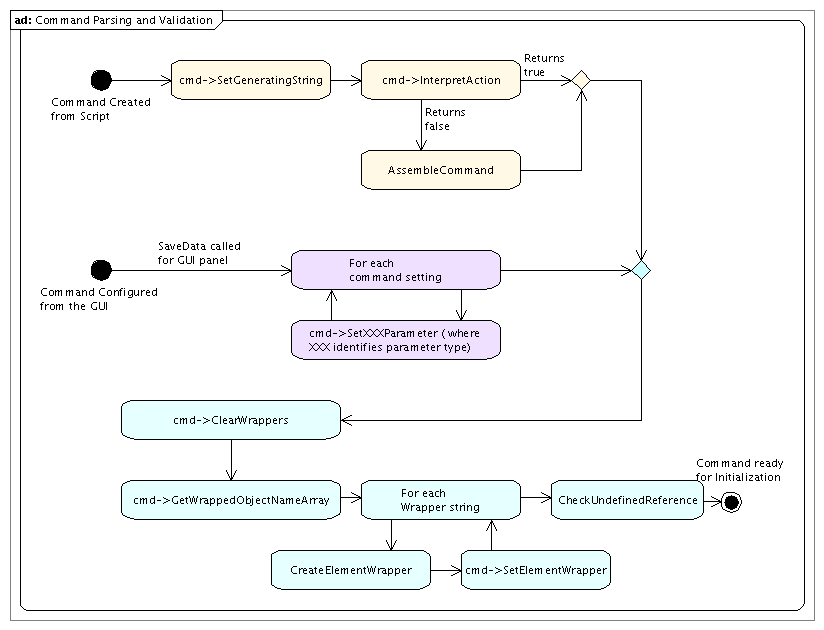 ad: Command Parsing and Validation
Returns
true
cmd->SetGeneratingString
cmd->InterpretAction
Command Created
from Script
Returns
false
AssembleCommand
SaveData called
for GUI panel
For each
command setting
Command Configured
from the GUI
cmd->SetXXXParameter ( where
XXX identifies parameter type)
cmd->ClearWrappers
Command ready
for Initialization
cmd->GetWrappedObjectNameArray
For each
Wrapper string
CheckUndefinedReference
CreateElementWrapper
cmd->SetElementWrapper